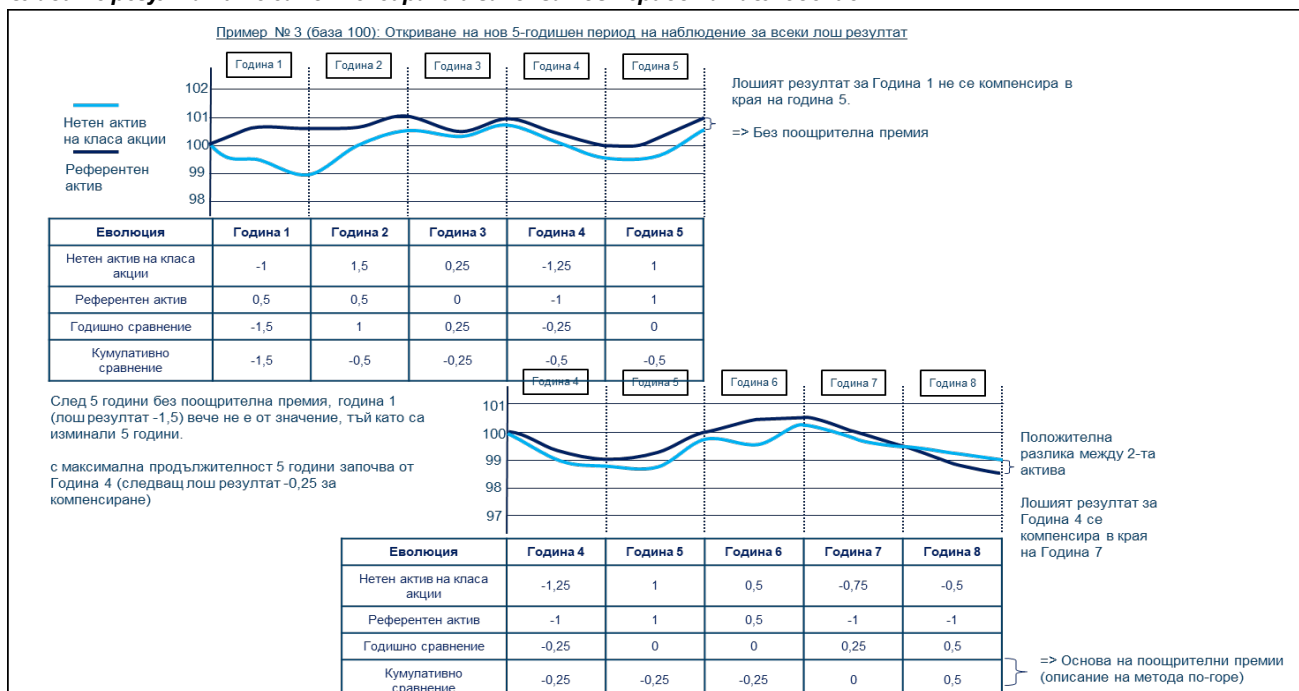 Пример № 3 (база 100): Откриване на нов 5-годишен период на наблюдение за всеки лош резултат
Година 1 Година 2 Година 3 Година 4 Година 5
102
101
100
99
98
Нетен актив
на класа акции
Референтен
актив
Лошият резултат за Година 1 не се компенсира в
края на година 5.
=> Без поощрителна премия
Еволюция Година 1 Година 2 Година 3 Година 4 Година 5
Нетен актив на класа
акции -1 1,5 0,25 -1,25 1
Референтен актив 0,5 0,5 0 -1 1
Годишно сравнение -1,5 1 0,25 -0,25 0
Кумулативно
сравнение -1,5 -0,5 -0,25 -0,5 -0,5
След 5 години без поощрителна премия, година 1
(лош резултат -1,5) вече не е от значение, тъй като са
изминали 5 години.
с максимална продължителност 5 години започва от
Година 4 (следващ лош резултат -0,25 за
компенсиране)
Година 4 Година 5 Година 6 Година 7 Година 8
101
100
99
98
97
Положителна
разлика между 2-та
актива
Лошият резултат за
Година 4 се
компенсира в края
на Година 7
Еволюция Година 4 Година 5 Година 6 Година 7 Година 8
Нетен актив на класа
акции -1,25 1 0,5 -0,75 -0,5
Референтен актив -1 1 0,5 -1 -1
Годишно сравнение -0,25 0 0 0,25 0,5
Кумулативно
сравнение -0,25 -0,25 -0,25 0 0,5
=> Основа на поощрителни премии
(описание на метода по-горе)